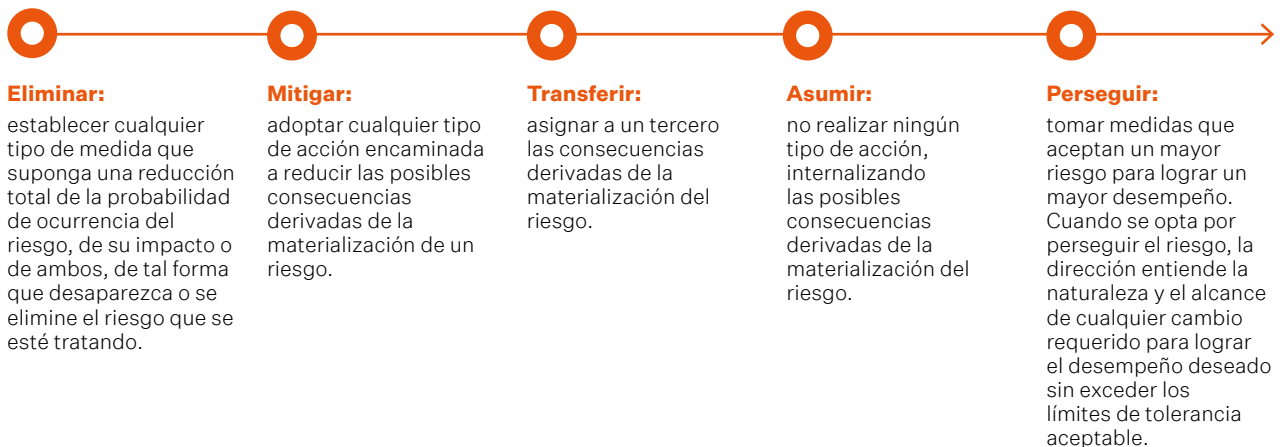 Eliminar:
establecer cualquier
tipo de medida que
suponga una reducción
total de la probabilidad
de ocurrencia del
riesgo, de su impacto o
de ambos, de tal forma
que desaparezca o se
elimine el riesgo que se
esté tratando.
Mitigar:
adoptar cualquier tipo
de acción encaminada
a reducir las posibles
consecuencias
derivadas de la
materialización de un
riesgo.
Transferir:
asignar a un tercero
las consecuencias
derivadas de la
materialización del
riesgo.
Asumir:
no realizar ningún
tipo de acción,
internalizando
las posibles
consecuencias
derivadas de la
materialización del
riesgo.
Perseguir:
tomar medidas que
aceptan un mayor
riesgo para lograr un
mayor desempeño.
Cuando se opta por
perseguir el riesgo, la
dirección entiende la
naturaleza y el alcance
de cualquier cambio
requerido para lograr
el desempeño deseado
sin exceder los
límites de tolerancia
aceptable.